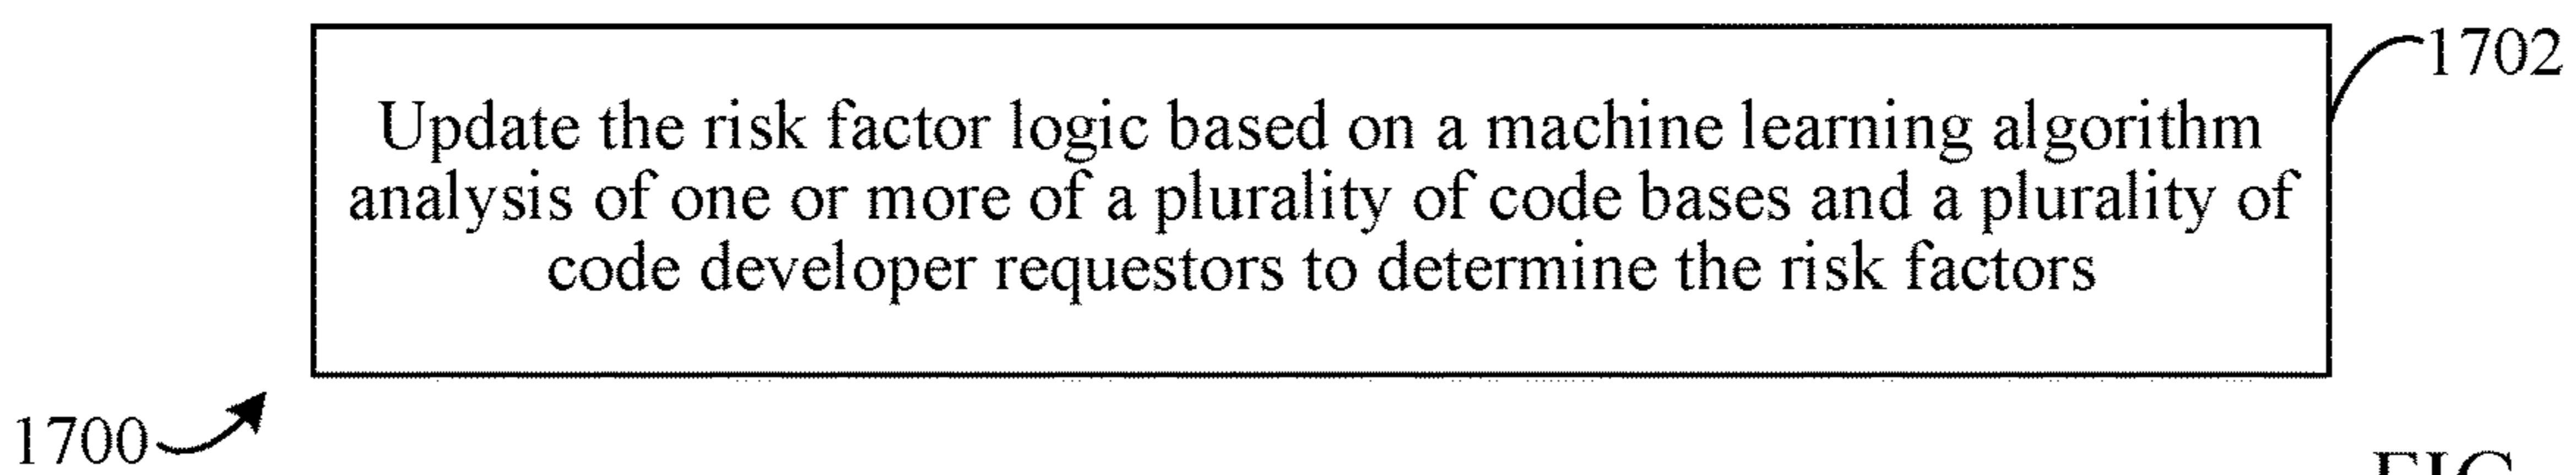 1702
Update the risk factor logic based on a machine learning algorithm
analysis of one or more of a plurality of code bases and a plurality of
code developer requestors to determine the risk factors
1700
FIG